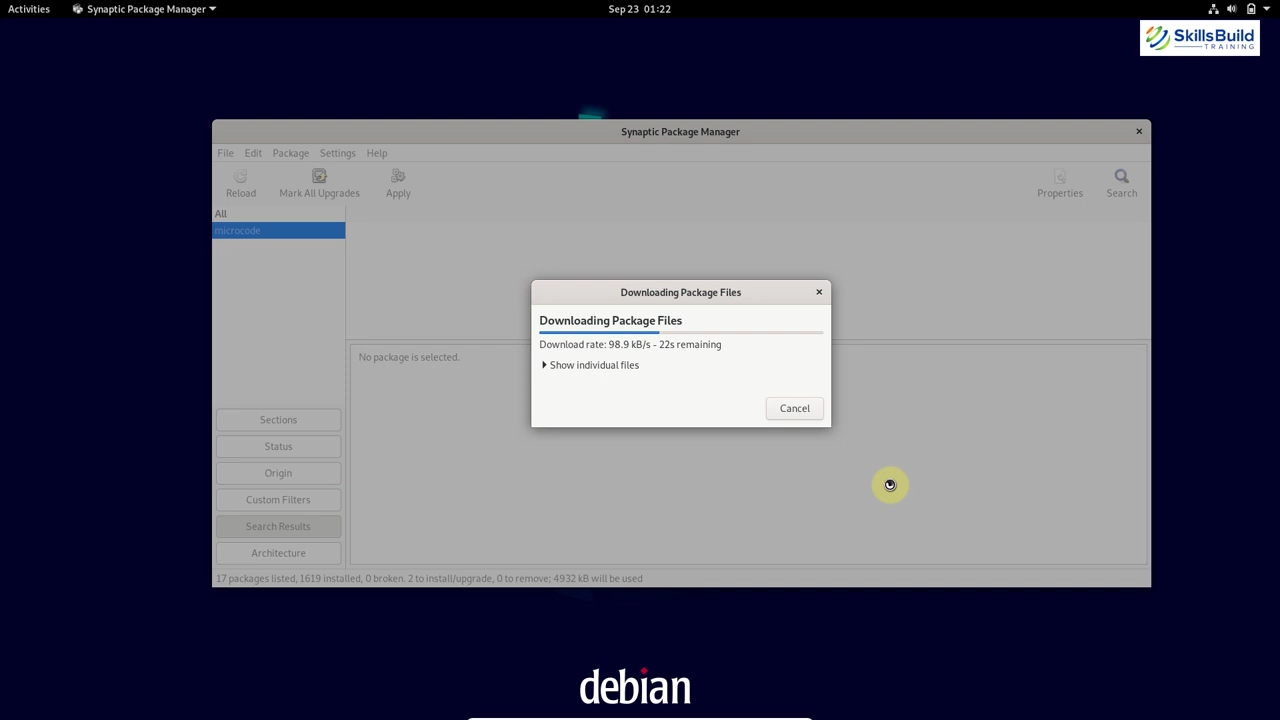 Activities
Synaptic Package Manager
Sep 23 01:22
SkillsBuild
TRAINING
Synaptic Package Manager
File Edit Package Settings Help
Reload Mark All Upgrades Apply Properties Search
All
microcode
Downloading Package Files
Downloading Package Files
Download rate: 98.9 kB/s - 22s remaining
Show individual files
Cancel
No package is selected.
Sections
Status
Origin
Custom Filters
Search Results
Architecture
17 packages listed, 1619 installed, 0 broken. 2 to install/upgrade, 0 to remove; 4932 kB will be used
debian